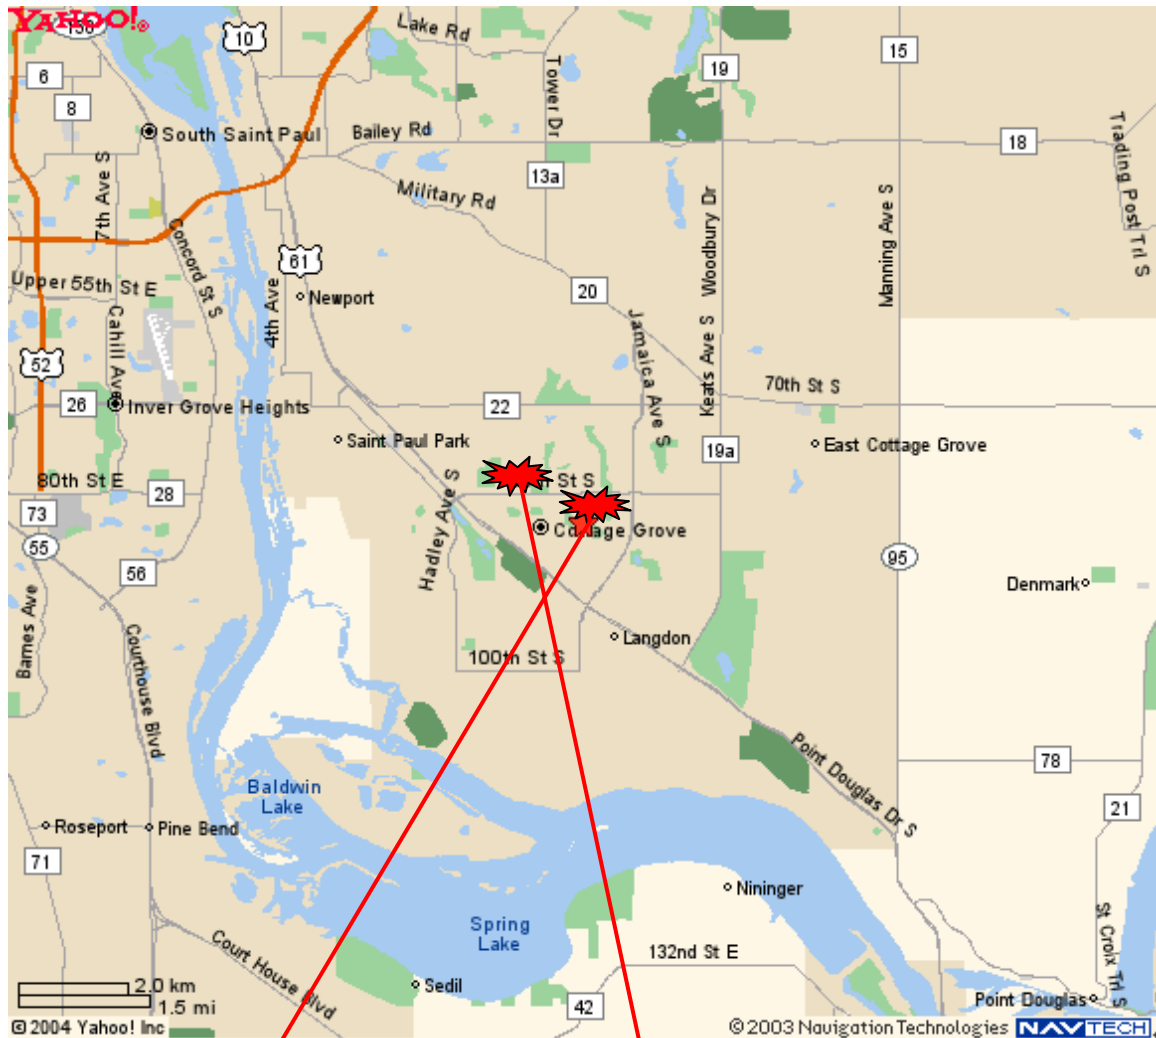 YAHOO!®
156
10
Lake Rd
Tower Dr
19
15
6
8
South Saint Paul
Bailey Rd
18
Trading Post Trl S
7th Ave S
13a
Military Rd
Keats Ave S Woodbury Dr
Manning Ave S
Concord St S
61
Upper 55th St E
4th Ave
Newport
20
Jamaica Ave S
Cahill Ave
52
70th St S
26
Inver Grove Heights
22
Saint Paul Park
East Cottage Grove
19a
80th St E
28
St S
Hadley Ave S
73
55
Cottage Grove
95
56
Denmark
Barnes Ave
Courthouse Blvd
Langdon
100th St S
Point Douglas Dr S
78
Baldwin
Lake
21
Roseport
Pine Bend
71
Nininger
Spring
Lake
St Croix Trl S
Court House Blvd
132nd St E
Sedil
2.0 km
1.5 mi
42
Point Douglas
© 2004 Yahoo! Inc
© 2003 Navigation Technologies NAVTECH